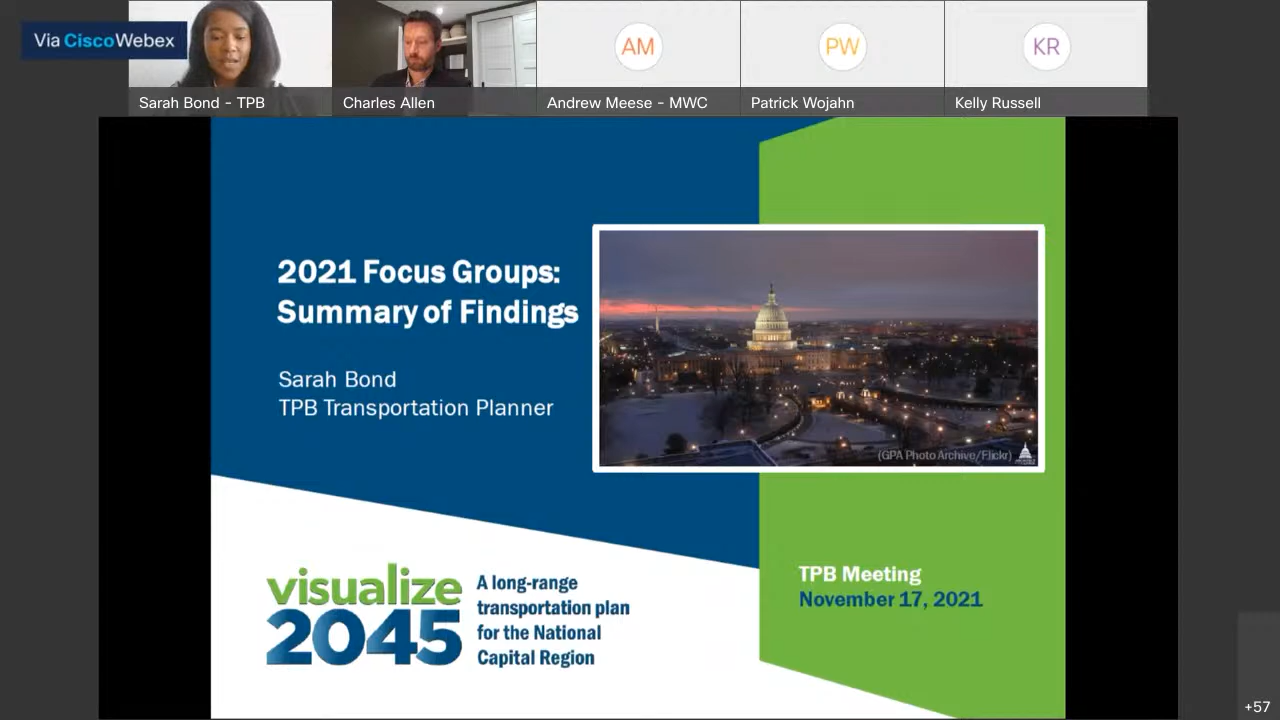 Via CiscoWebex
AM
PW
KR
Sarah Bond - TPB
Charles Allen
Andrew Meese - MWC
Patrick Wojahn
Kelly Russell
2021 Focus Groups:
Summary of Findings
Sarah Bond
TPB Transportation Planner
(GPA Photo Archive/Flickr)
visualize
2045
A long-range
transportation plan
for the National
Capital Region
TPB Meeting
November 17, 2021
+57